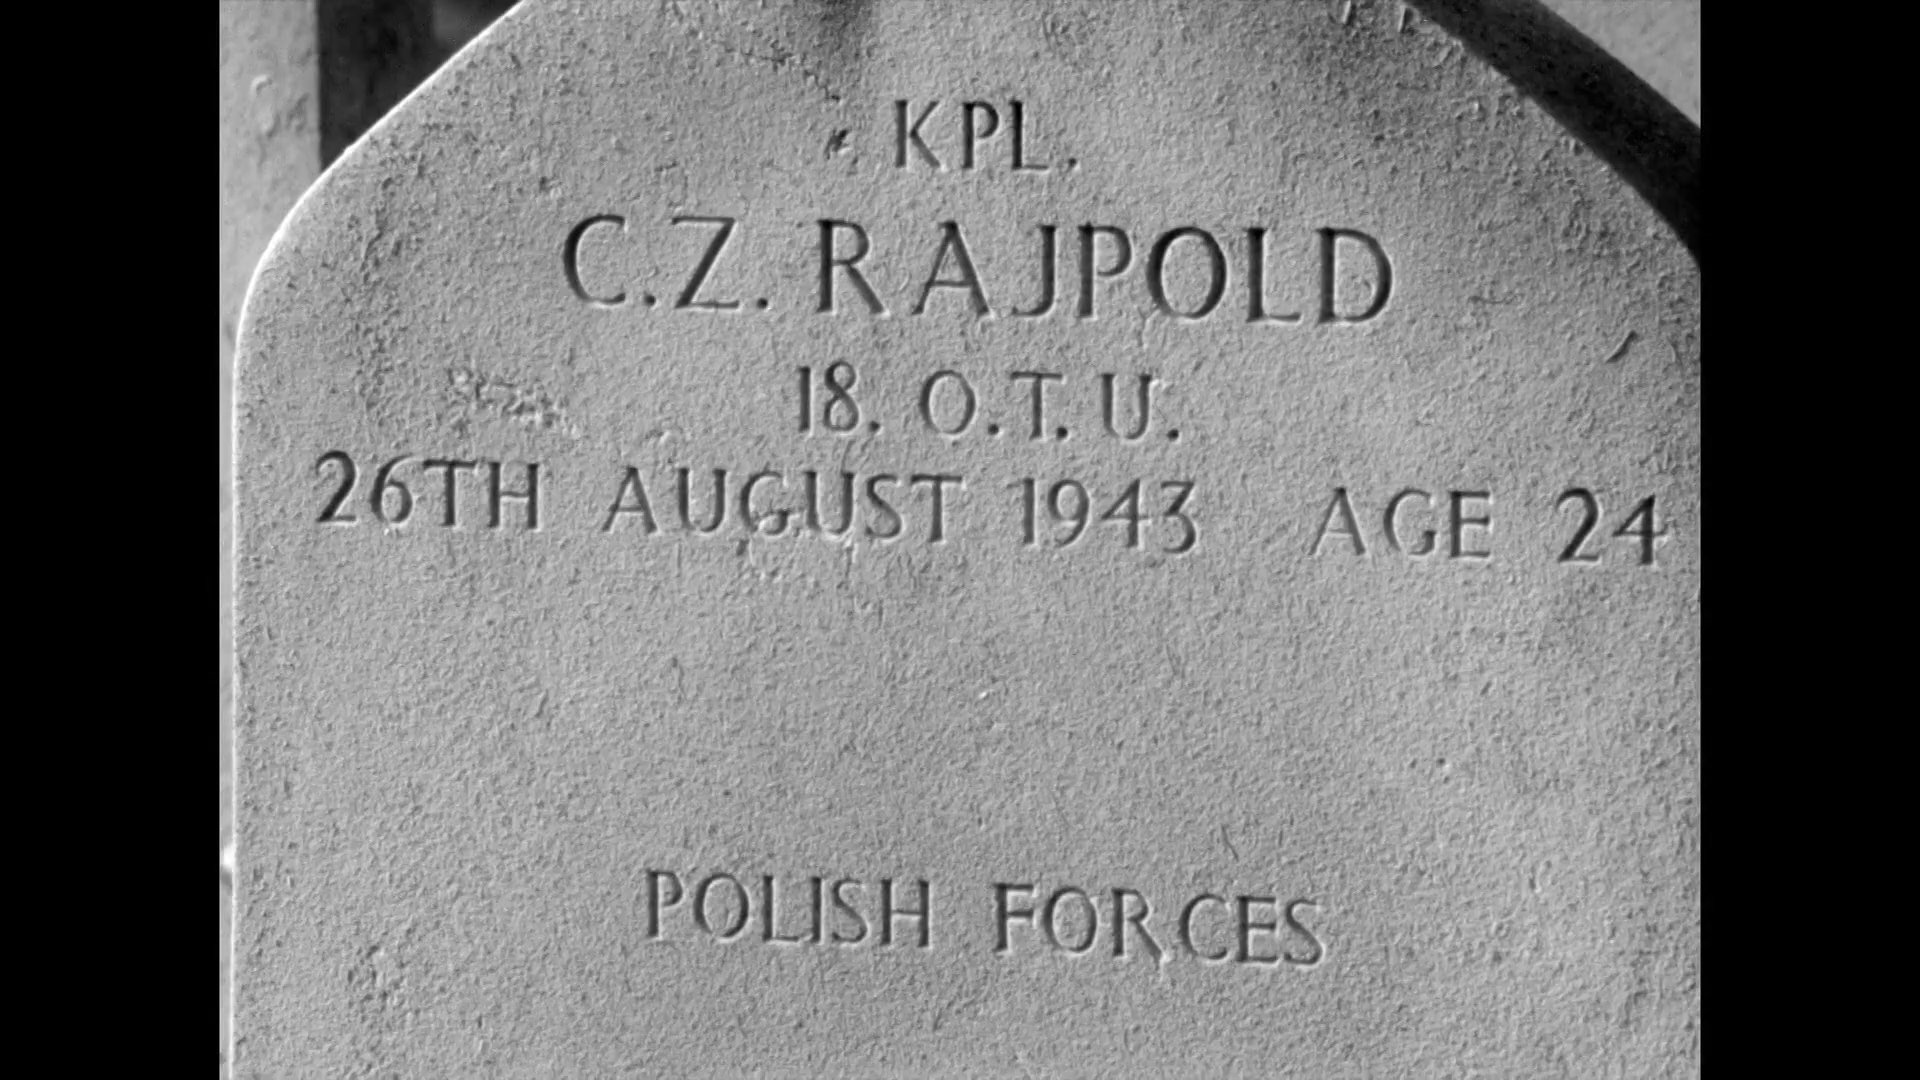 KPL.
C.Z. RAJPOLD
18. O.T.U.
26TH AUGUST 1943 AGE 24
POLISH FORCES